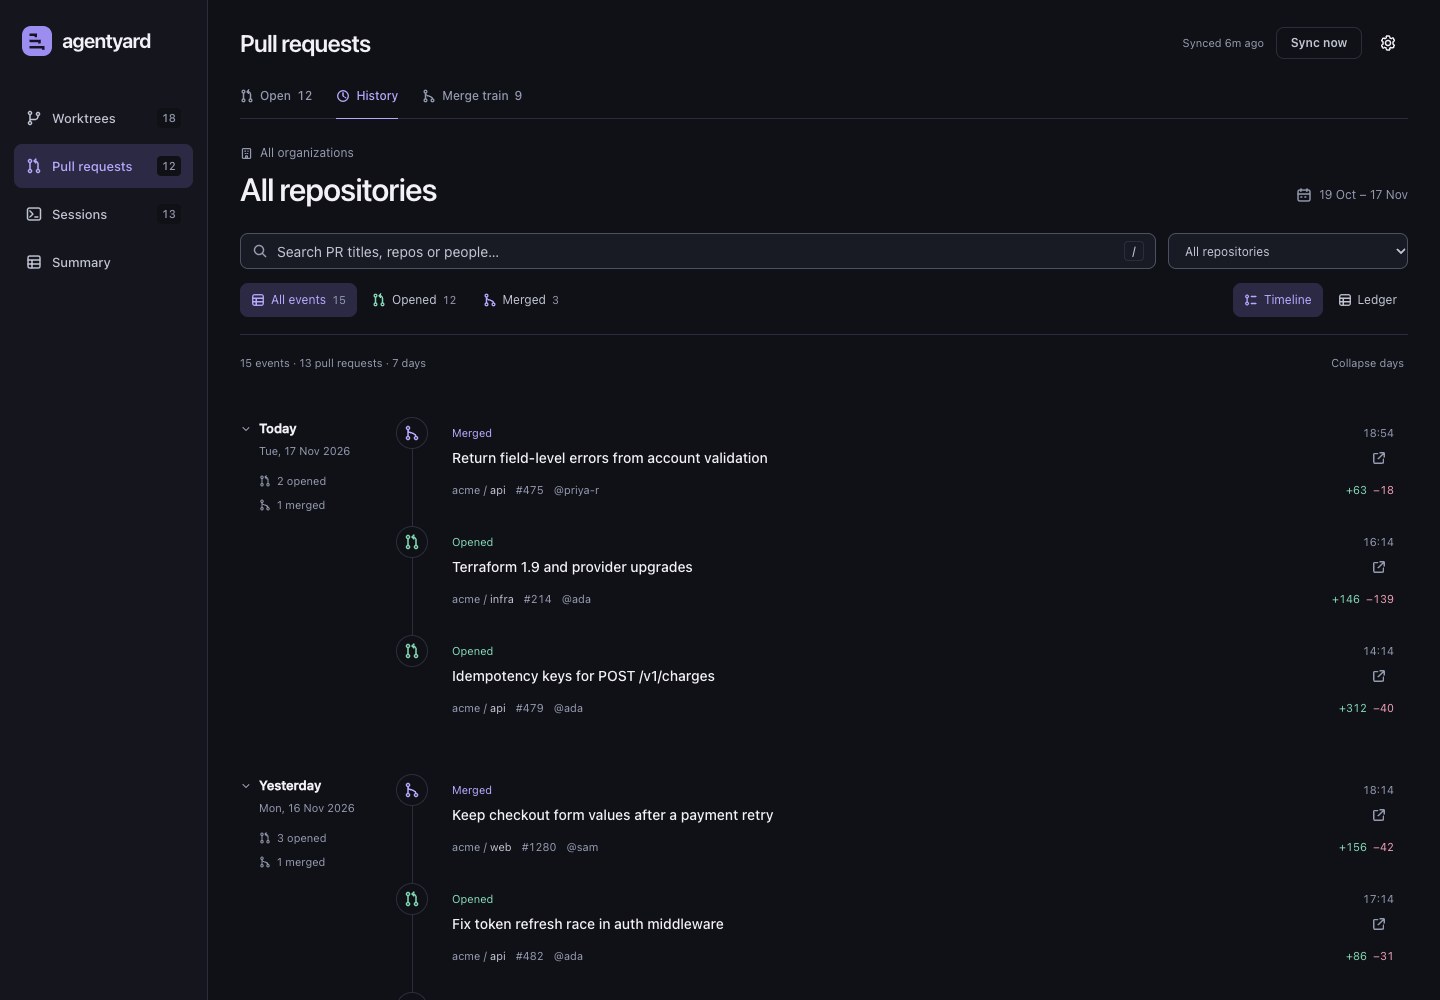 agentyard
Worktrees 18
Pull requests 12
Sessions 13
Summary
Pull requests
Synced 6m ago
Sync now
Open 12
History
Merge train 9
All organizations
All repositories
19 Oct – 17 Nov
Search PR titles, repos or people...
/
All repositories
All events 15
Opened 12
Merged 3
Timeline
Ledger
15 events · 13 pull requests · 7 days
Collapse days
Today
Tue, 17 Nov 2026
2 opened
1 merged
Merged
18:54
Return field-level errors from account validation
acme / api #475 @priya-r
+63 −18
Opened
16:14
Terraform 1.9 and provider upgrades
acme / infra #214 @ada
+146 −139
Opened
14:14
Idempotency keys for POST /v1/charges
acme / api #479 @ada
+312 −40
Yesterday
Mon, 16 Nov 2026
3 opened
1 merged
Merged
18:14
Keep checkout form values after a payment retry
acme / web #1280 @sam
+156 −42
Opened
17:14
Fix token refresh race in auth middleware
acme / api #482 @ada
+86 −31